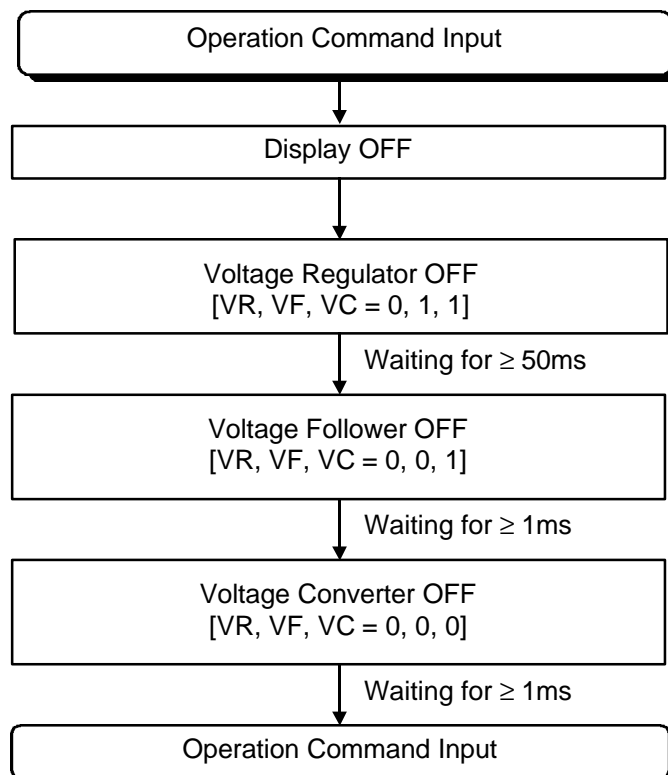 Operation Command Input
Display OFF
Voltage Regulator OFF
[VR, VF, VC = 0, 1, 1]
Waiting for ≥ 50ms
Voltage Follower OFF
[VR, VF, VC = 0, 0, 1]
Waiting for ≥ 1ms
Voltage Converter OFF
[VR, VF, VC = 0, 0, 0]
Waiting for ≥ 1ms
Operation Command Input